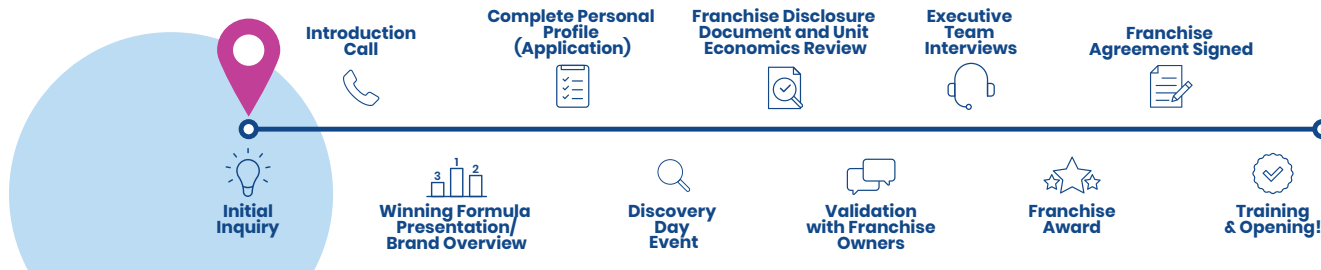 Initial
Inquiry
Introduction
Call
3 1 2
Winning Formula
Presentation/
Brand Overview
Complete Personal
Profile
(Application)
Discovery
Day
Event
Franchise Disclosure
Document and Unit
Economics Review
Validation
with Franchise
Owners
Executive
Team
Interviews
Franchise
Award
Franchise
Agreement Signed
Training
& Opening!